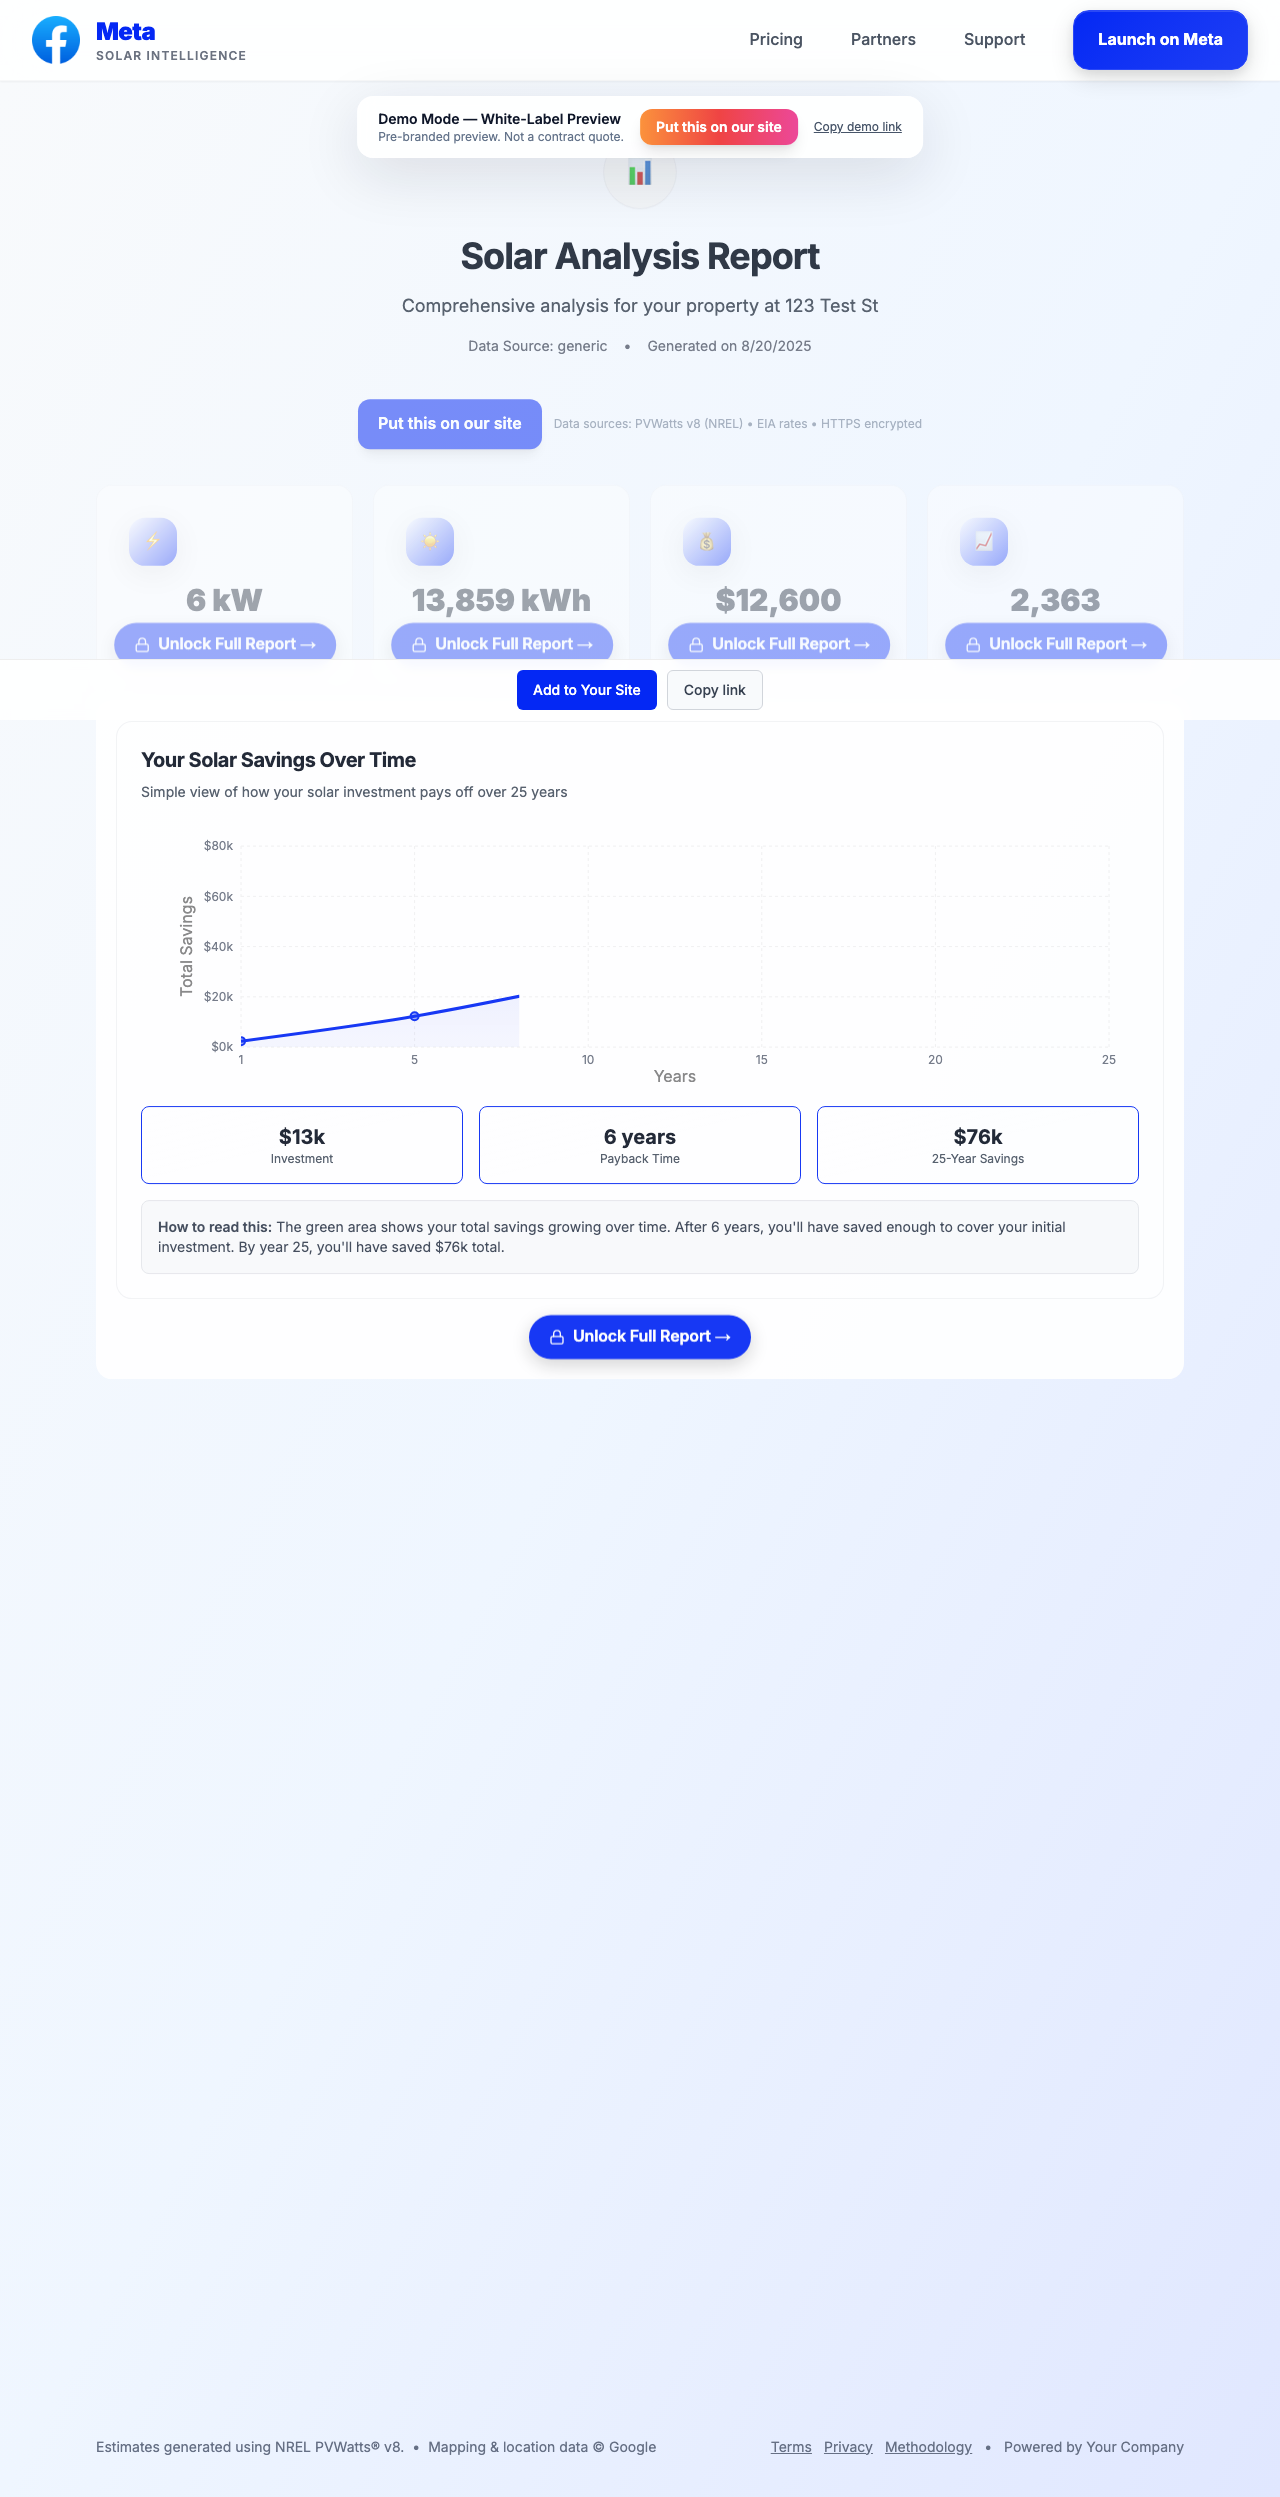 Meta
SOLAR INTELLIGENCE
Pricing
Partners
Support
Launch on Meta
Demo Mode — White-Label Preview
Pre-branded preview. Not a contract quote.
Put this on our site
Copy demo link
Solar Analysis Report
Comprehensive analysis for your property at 123 Test St
Data Source: generic • Generated on 8/20/2025
Put this on our site
Data sources: PVWatts v8 (NREL) • EIA rates • HTTPS encrypted
6 kW
13,859 kWh
$12,600
2,363
Unlock Full Report →
Unlock Full Report →
Unlock Full Report →
Unlock Full Report →
Add to Your Site
Copy link
Your Solar Savings Over Time
Simple view of how your solar investment pays off over 25 years
$80k
$60k
$40k
$20k
$0k
Total Savings
1
5
10
15
20
25
Years
$13k
Investment
6 years
Payback Time
$76k
25-Year Savings
How to read this: The green area shows your total savings growing over time. After 6 years, you'll have saved enough to cover your initial
investment. By year 25, you'll have saved $76k total.
Unlock Full Report →
Estimates generated using NREL PVWatts® v8. • Mapping & location data © Google
Terms Privacy Methodology • Powered by Your Company